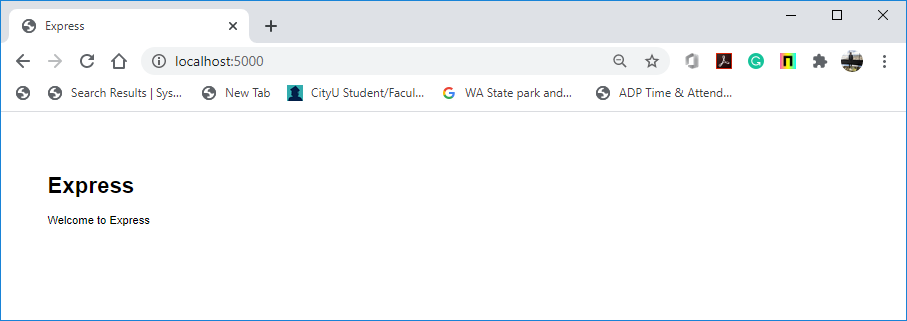 Express
localhost:5000
Search Results | Sys... New Tab CityU Student/Facul... WA State park and... ADP Time & Attend...
Express
Welcome to Express